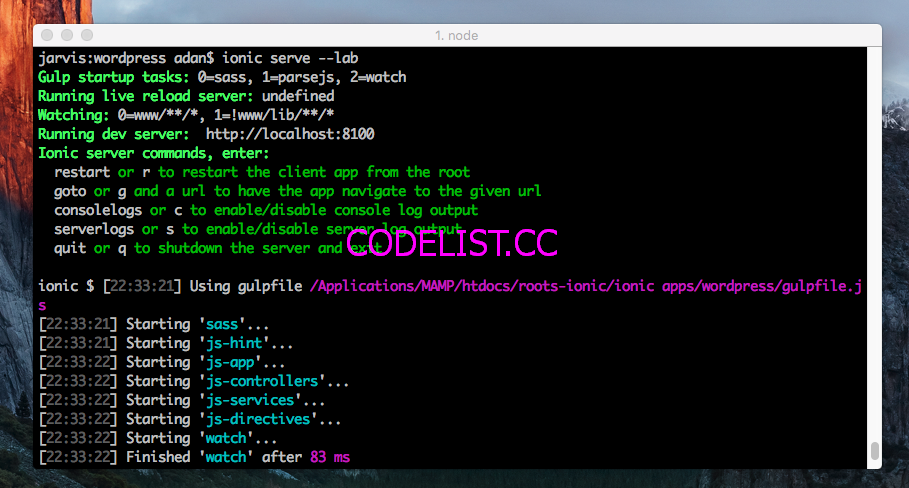 1. node
jarvis:wordpress adan$ ionic serve --lab
Gulp startup tasks: 0=sass, 1=parsejs, 2=watch
Running live reload server: undefined
Watching: 0=www/**/*, 1=!www/lib/**/*
Running dev server:  http://localhost:8100
Ionic server commands, enter:
  restart or r to restart the client app from the root
  goto or g and a url to have the app navigate to the given url
  consolelogs or c to enable/disable console log output
  serverlogs or s to enable/disable server log output
  quit or q to shutdown the server and exit
CODELIST.CC
ionic $ [22:33:21] Using gulpfile /Applications/MAMP/htdocs/roots-ionic/ionic apps/wordpress/gulpfile.j
s
[22:33:21] Starting 'sass'...
[22:33:21] Starting 'js-hint'...
[22:33:22] Starting 'js-app'...
[22:33:22] Starting 'js-controllers'...
[22:33:22] Starting 'js-services'...
[22:33:22] Starting 'js-directives'...
[22:33:22] Starting 'watch'...
[22:33:22] Finished 'watch' after 83 ms